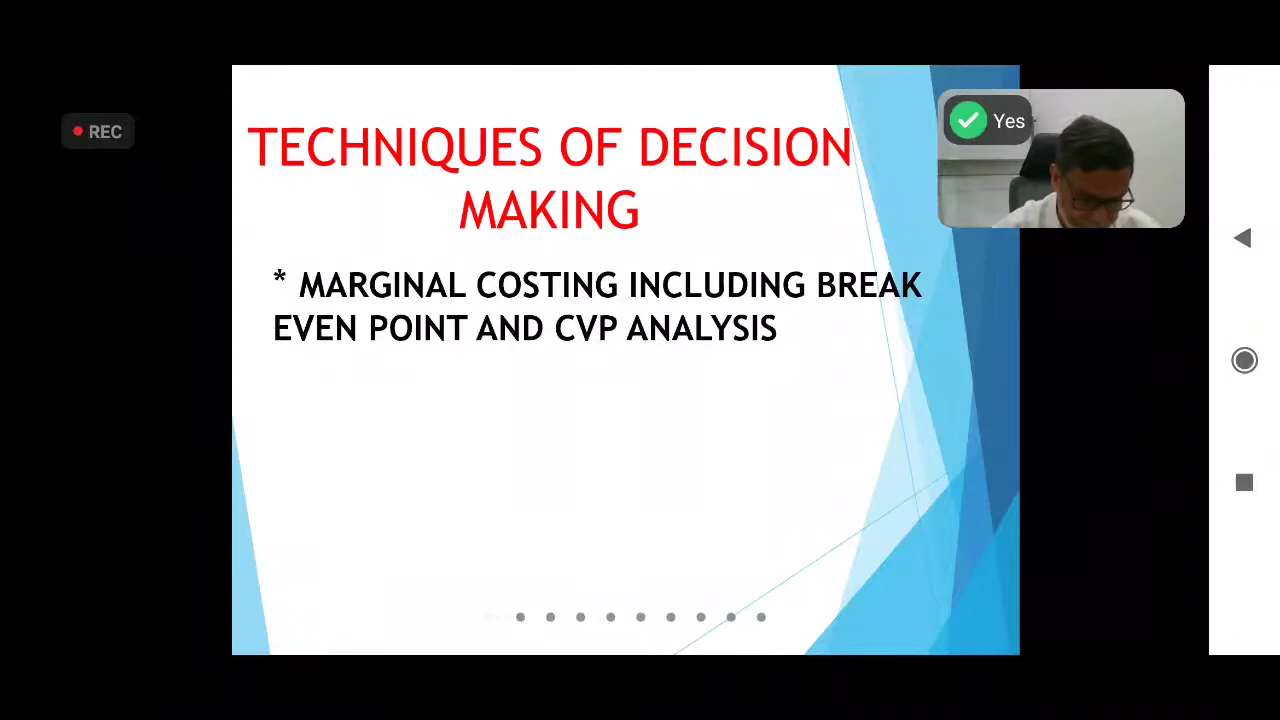 REC
TECHNIQUES OF DECISION
MAKING
Yes
* MARGINAL COSTING INCLUDING BREAK
EVEN POINT AND CVP ANALYSIS